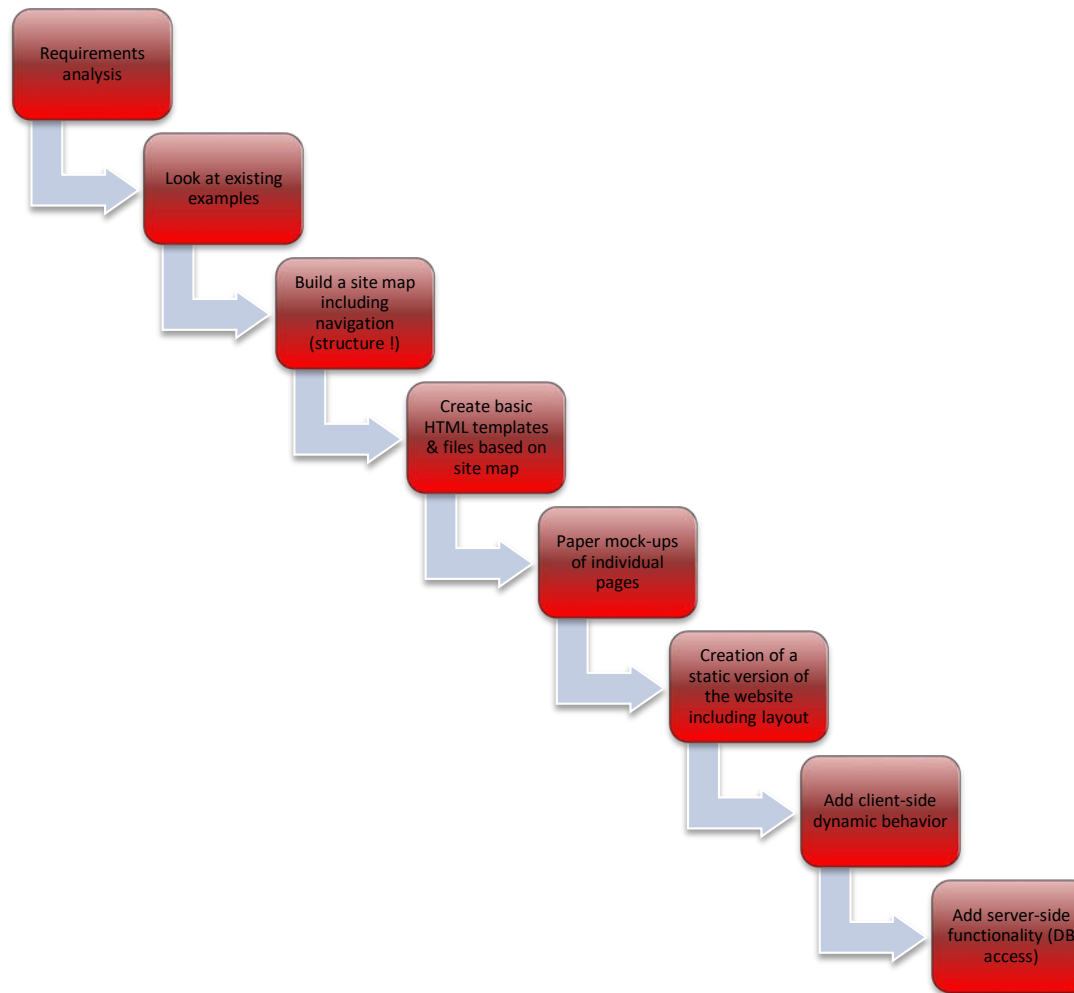 Requirements
analysis
Look at existing
examples
Build a site map
including
navigation
(structure !)
Create basic
HTML templates
& files based on
site map
Paper mock-ups
of individual
pages
Creation of a
static version of
the website
including layout
Add client-side
dynamic behavior
Add server-side
functionality (DB
access)